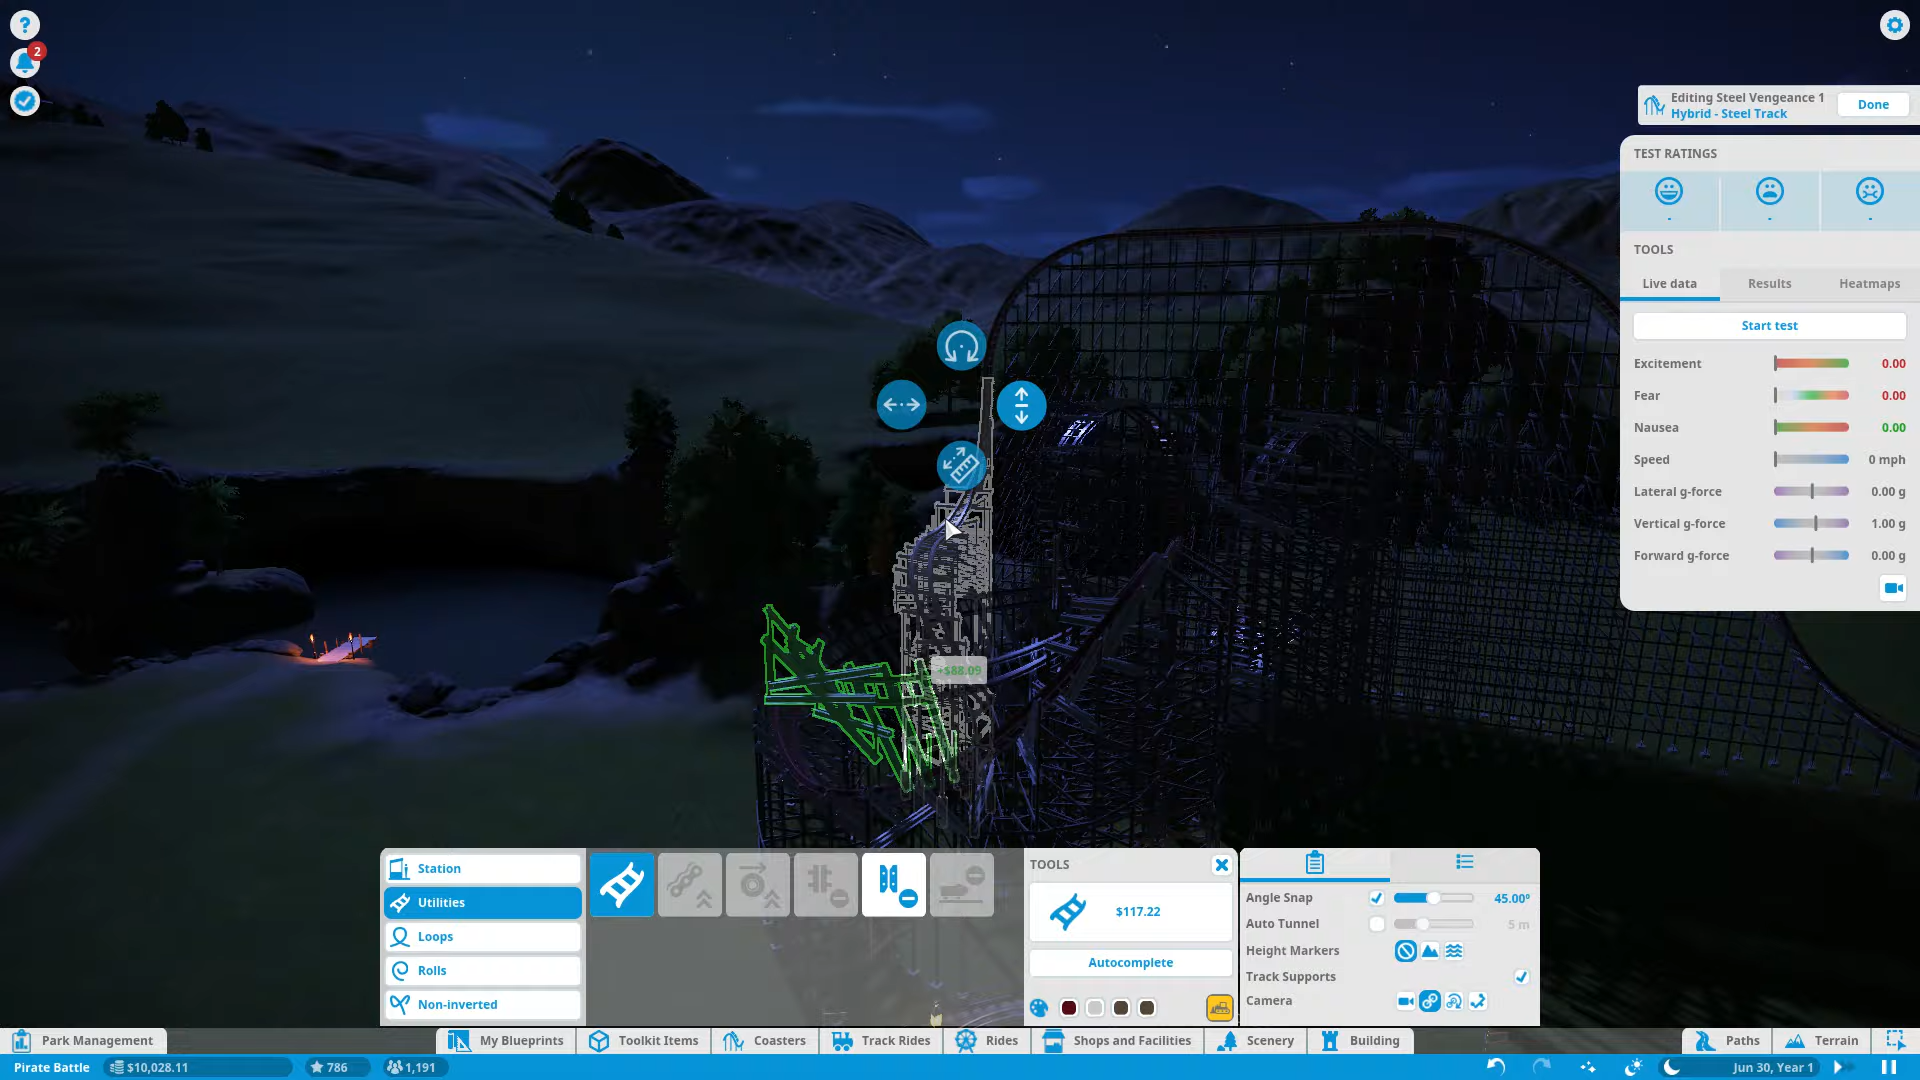 ?
2
Editing Steel Vengeance 1
Hybrid - Steel Track
Done
TEST RATINGS
- - -
TOOLS
Live data Results Heatmaps
Start test
Excitement 0.00
Fear 0.00
Nausea 0.00
Speed 0 mph
Lateral g-force 0.00 g
Vertical g-force 1.00 g
Forward g-force 0.00 g
+$88.09
Station
Utilities
Loops
Rolls
Non-inverted
TOOLS
$117.22
Autocomplete
Angle Snap 45.00°
Auto Tunnel 5 m
Height Markers
Track Supports
Camera
Park Management My Blueprints Toolkit Items Coasters Track Rides Rides Shops and Facilities Scenery Building Paths Terrain
Pirate Battle $10,028.11 786 1,191 Jun 30, Year 1